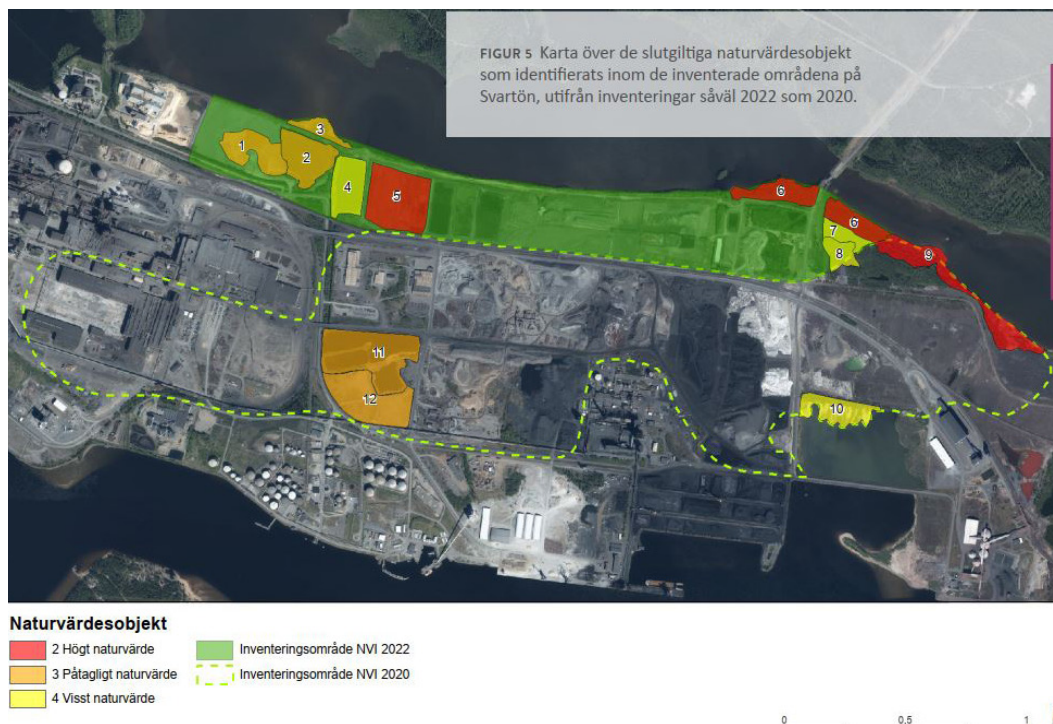 FIGUR 5 Karta över de slutgiltiga naturvärdesobjekt
som identifierats inom de inventerade områdena på
Svartön, utifrån inventeringar såväl 2022 som 2020.
3
1
2
4
5
6
6
7
8
9
11
12
10
Naturvärdesobjekt
2 Högt naturvärde
3 Påtagligt naturvärde
4 Visst naturvärde
Inventeringsområde NVI 2022
Inventeringsområde NVI 2020
0 0.5 1